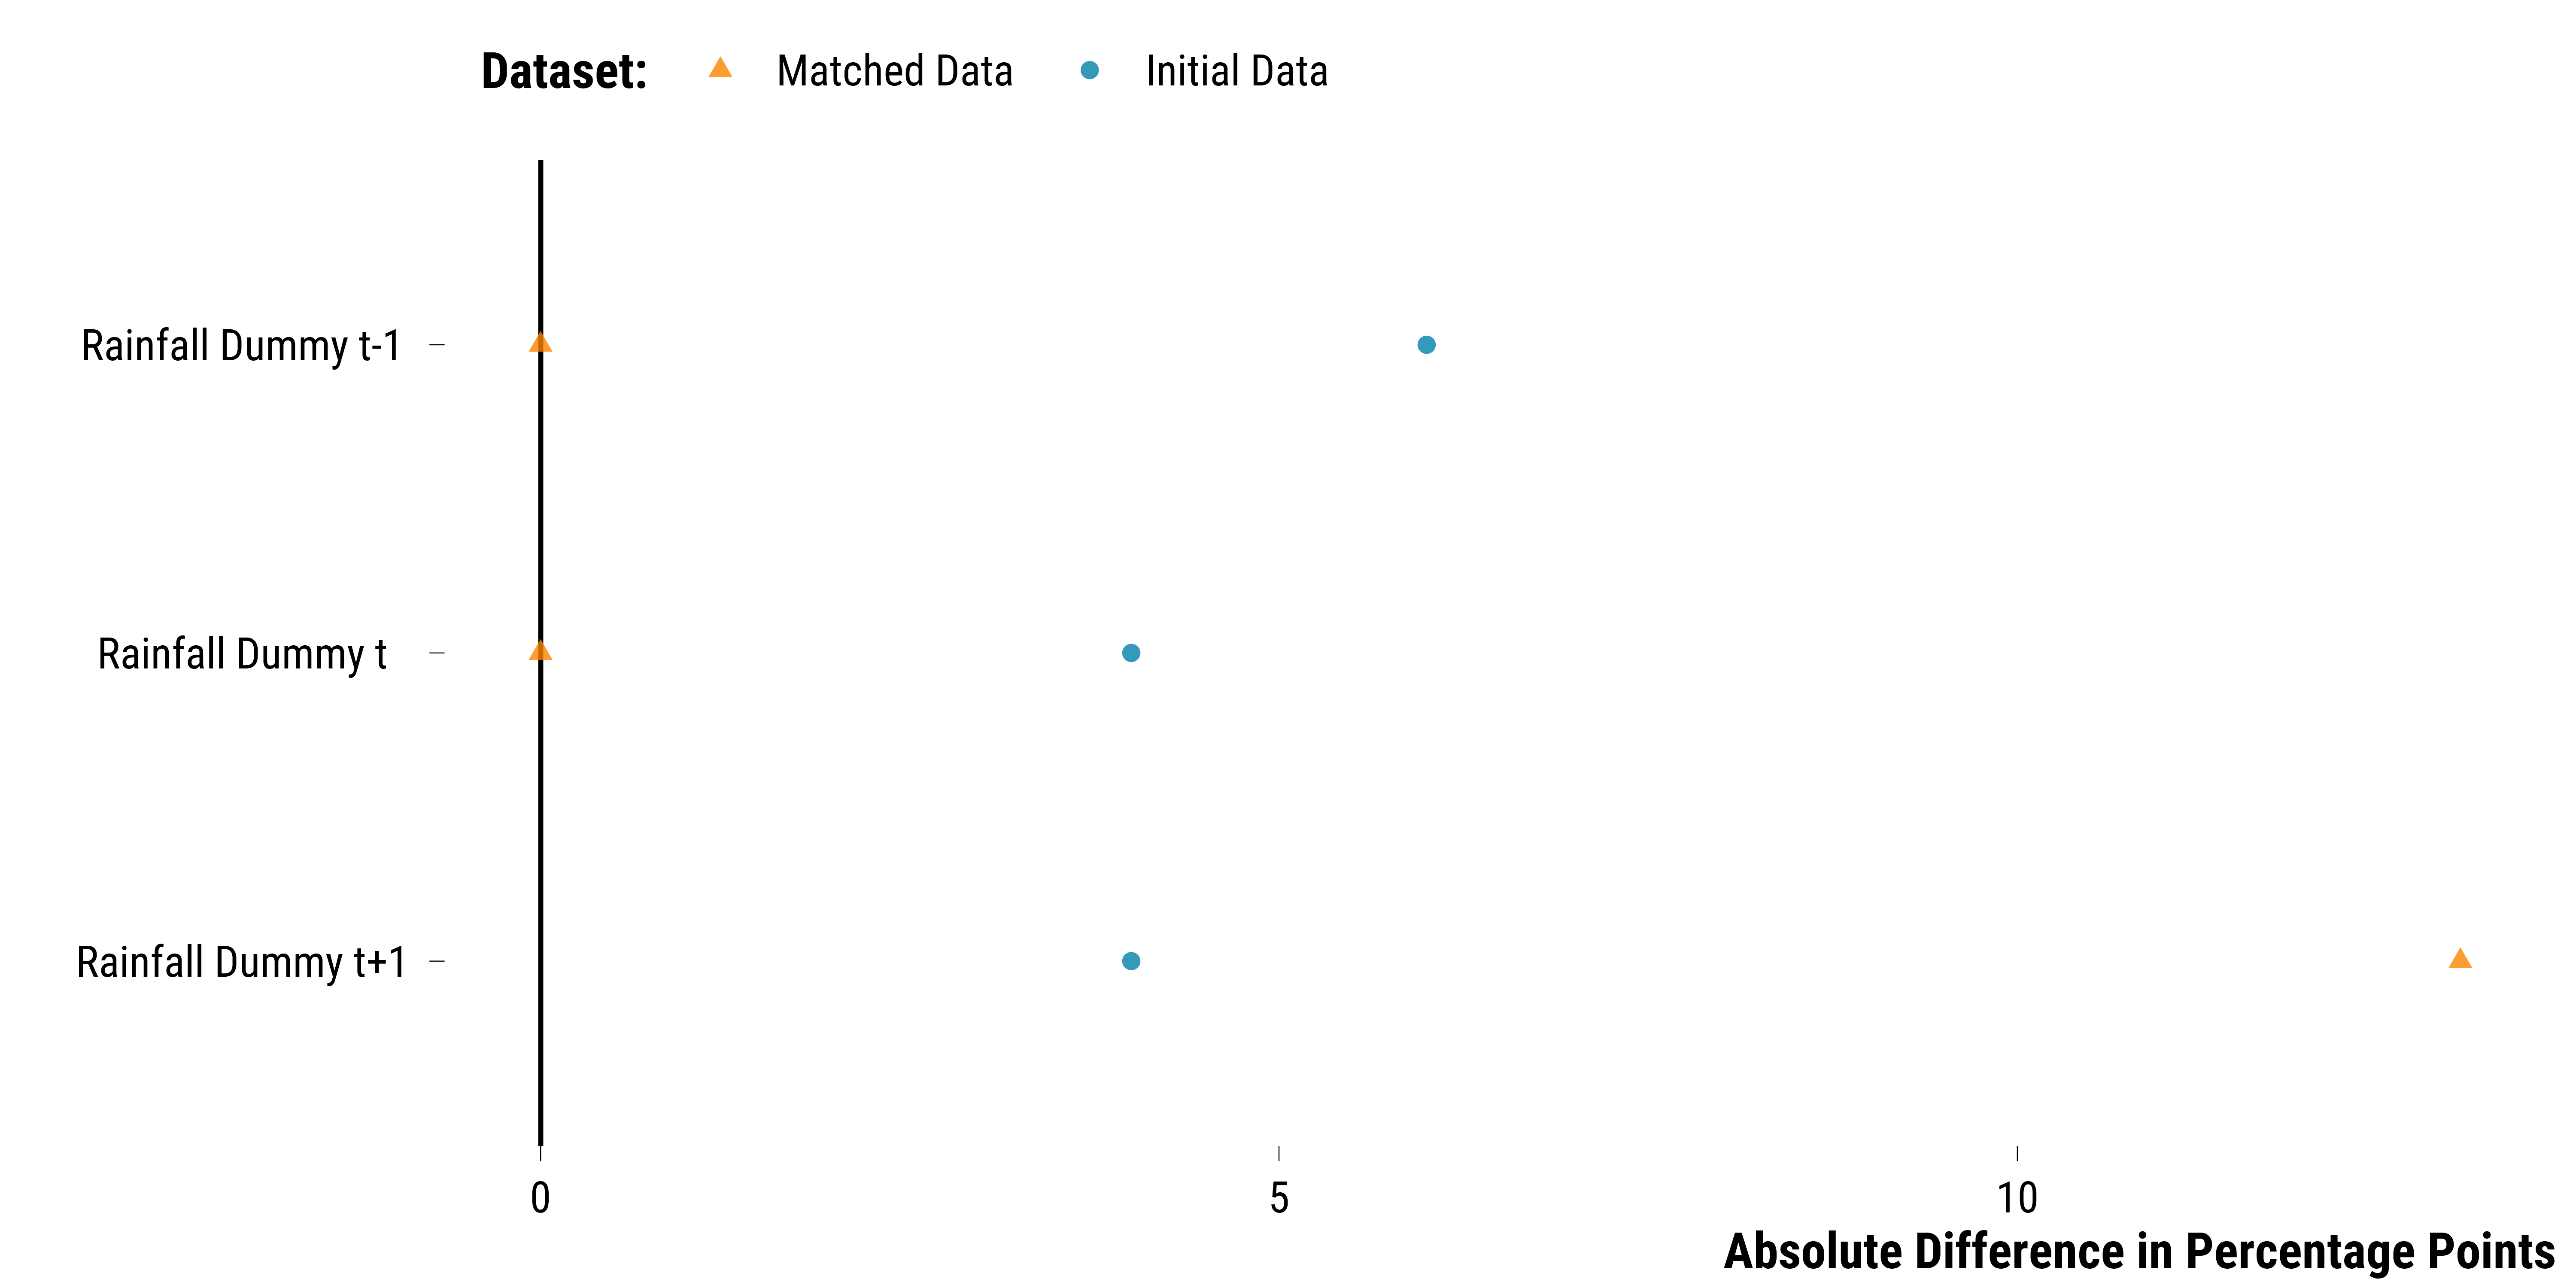 Dataset: Matched Data Initial Data
Rainfall Dummy t-1
Rainfall Dummy t
Rainfall Dummy t+1
0 5 10
Absolute Difference in Percentage Points